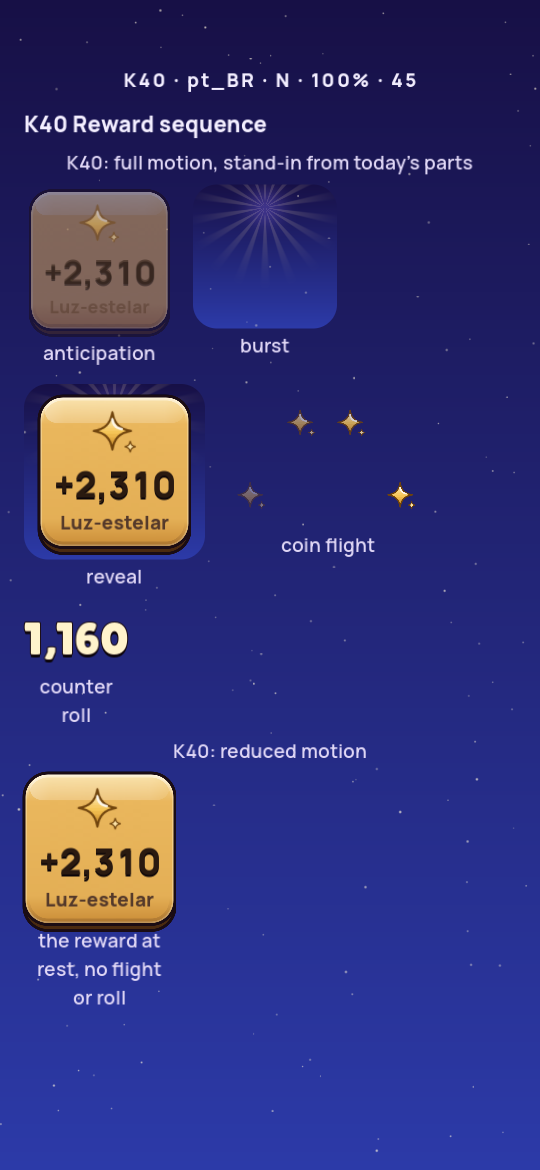 K40 · pt_BR · N · 100% · 45
K40 Reward sequence
K40: full motion, stand-in from today's parts
+2,310
Luz-estelar
anticipation
burst
+2,310
Luz-estelar
reveal
coin flight
1,160
counter
roll
K40: reduced motion
+2,310
Luz-estelar
the reward at
rest, no flight
or roll